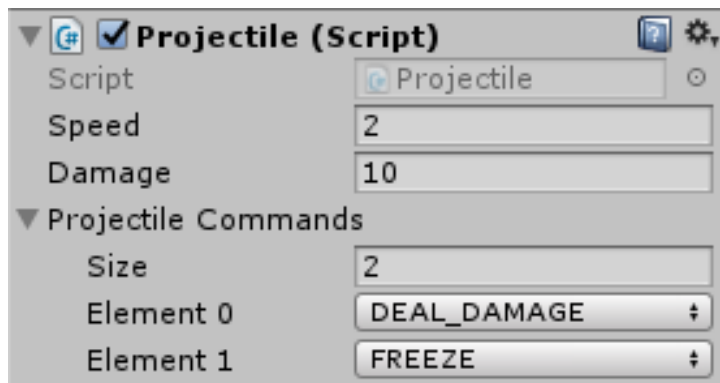 Projectile (Script)
Script Projectile
Speed 2
Damage 10
Projectile Commands
Size 2
Element 0 DEAL_DAMAGE
Element 1 FREEZE